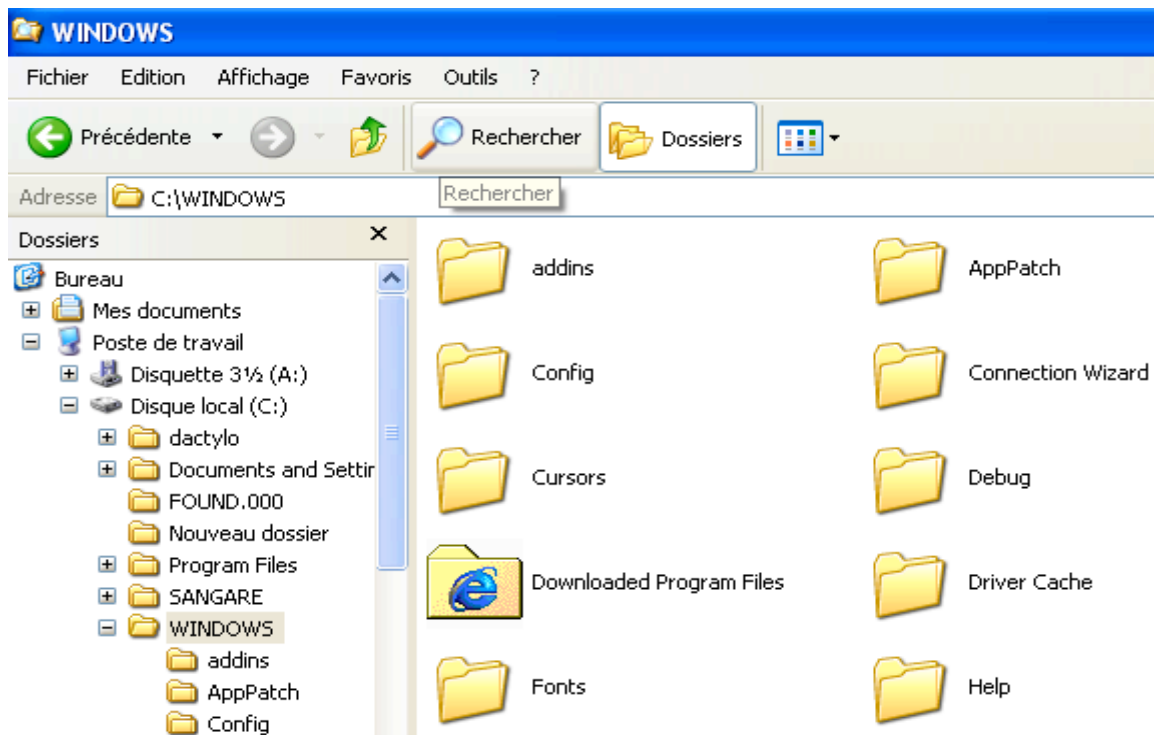 WINDOWS
Fichier Edition Affichage Favoris Outils ?
Précédente Rechercher Dossiers
Adresse C:\WINDOWS
Rechercher
Dossiers
Bureau
Mes documents
Poste de travail
Disquette 3½ (A:)
Disque local (C:)
dactylo
Documents and Settin
FOUND.000
Nouveau dossier
Program Files
SANGARE
WINDOWS
addins
AppPatch
Config
addins AppPatch
Config Connection Wizard
Cursors Debug
Downloaded Program Files Driver Cache
Fonts Help